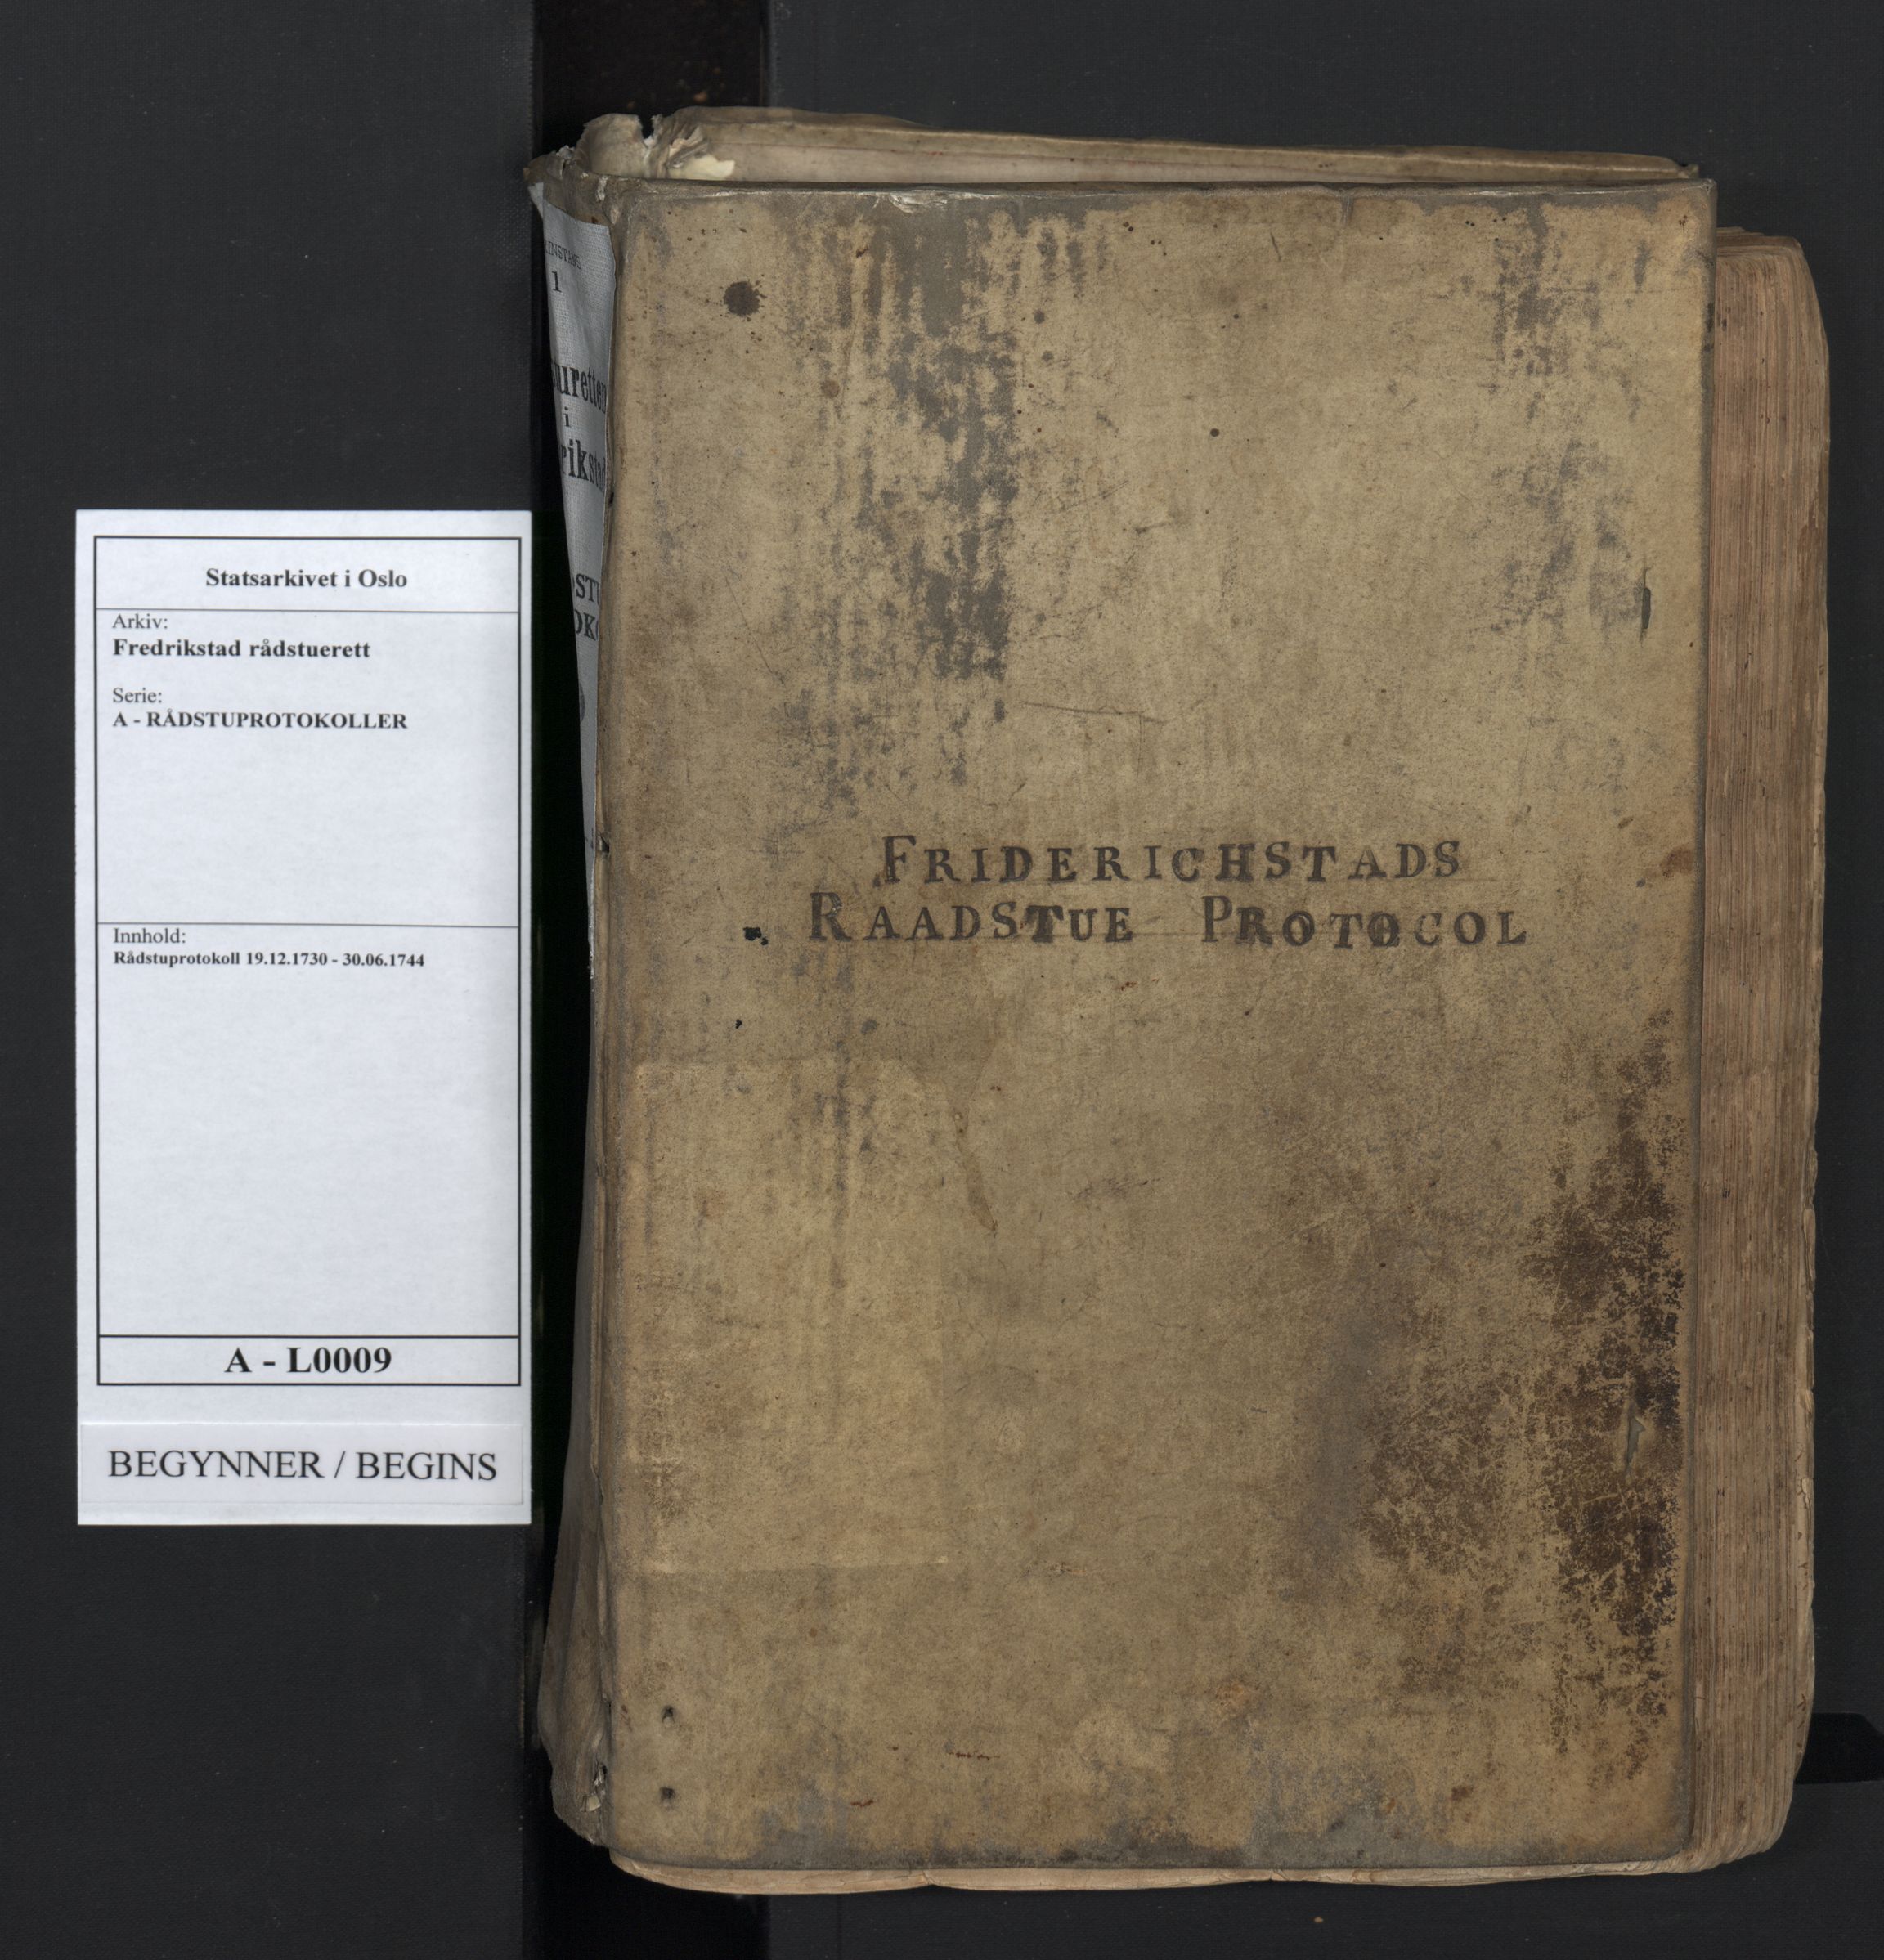 Statsarkivet i Oslo
Arkiv:
Fredrikstad rådstuerett
Serie:
A - RÅDSTUPROTOKOLLER
Innhold:
Rådstuprotokoll 19.12.1730 - 30.06.1744
A - L0009
BEGYNNER / BEGINS
1
i
FRIDERICHSTADS
RAADSTUE PROTOCOL